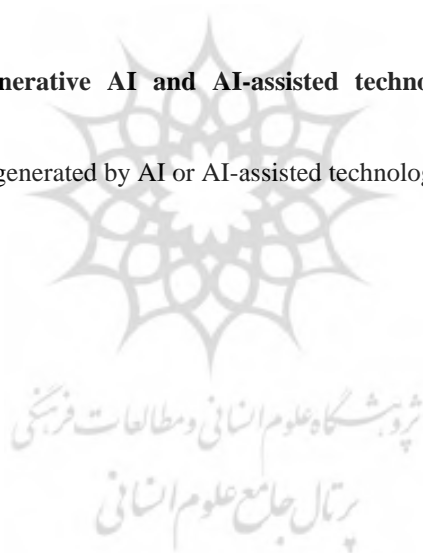 nerative AI and AI-assisted techno
generated by AI or AI-assisted technolog
پژوهشگاه علوم انسانی و مطالعات فرهنگی
پرتال جامع علوم انسانی